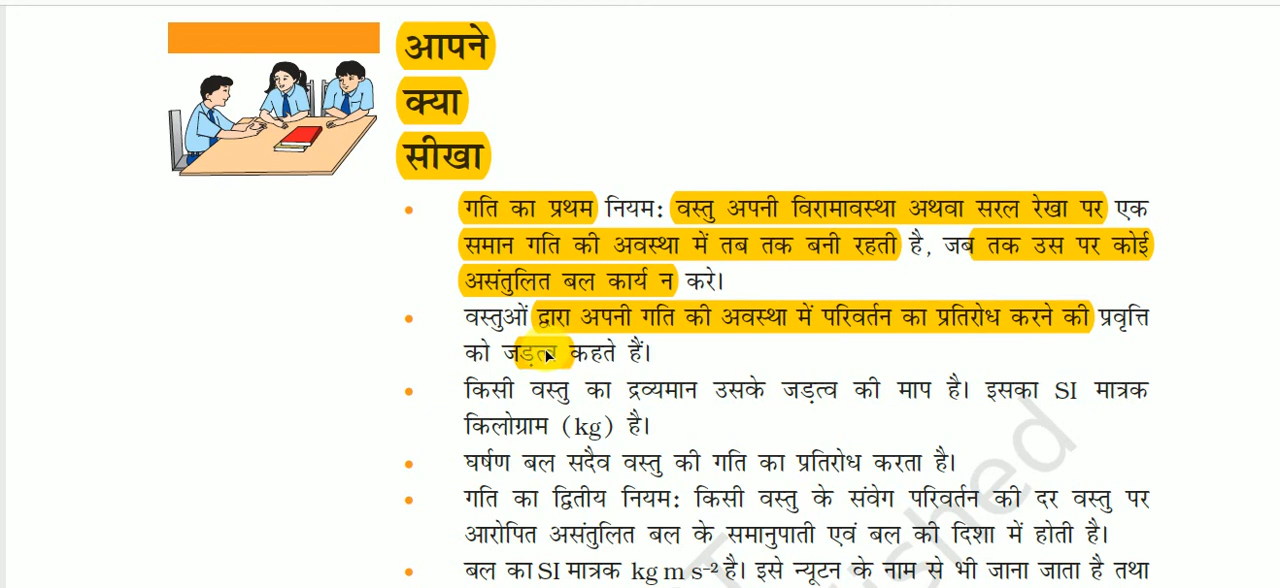 आपने
क्या
सीखा
• गति का प्रथम नियम: वस्तु अपनी विरामावस्था अथवा सरल रेखा पर एक
समान गति की अवस्था में तब तक बनी रहती है, जब तक उस पर कोई
असंतुलित बल कार्य न करे।
• वस्तुओं द्वारा अपनी गति की अवस्था में परिवर्तन का प्रतिरोध करने की प्रवृत्ति
को जड़त्व कहते हैं।
• किसी वस्तु का द्रव्यमान उसके जड़त्व की माप है। इसका SI मात्रक
किलोग्राम (kg) है।
• घर्षण बल सदैव वस्तु की गति का प्रतिरोध करता है।
• गति का द्वितीय नियम: किसी वस्तु के संवेग परिवर्तन की दर वस्तु पर
आरोपित असंतुलित बल के समानुपाती एवं बल की दिशा में होती है।
• बल का SI मात्रक kg m s⁻² है। इसे न्यूटन के नाम से भी जाना जाता है तथा